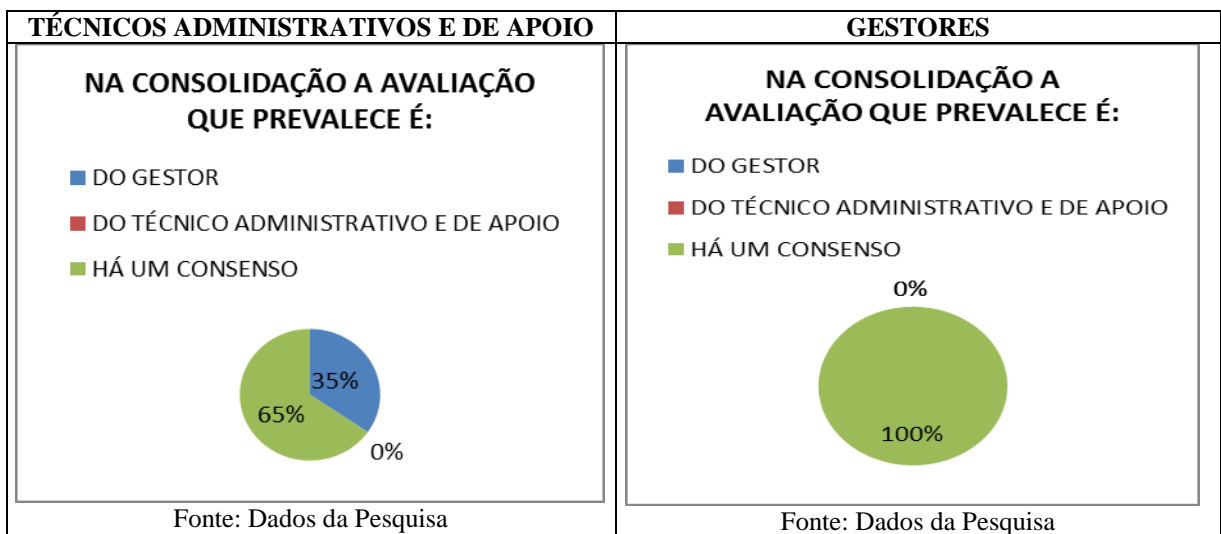 TÉCNICOS ADMINISTRATIVOS E DE APOIO
NA CONSOLIDAÇÃO A AVALIAÇÃO
QUE PREVALECE É:
DO GESTOR
DO TÉCNICO ADMINISTRATIVO E DE APOIO
HÁ UM CONSENSO
35%
65%
0%
Fonte: Dados da Pesquisa
GESTORES
NA CONSOLIDAÇÃO A
AVALIAÇÃO QUE PREVALECE É:
DO GESTOR
DO TÉCNICO ADMINISTRATIVO E DE APOIO
HÁ UM CONSENSO
0%
100%
Fonte: Dados da Pesquisa